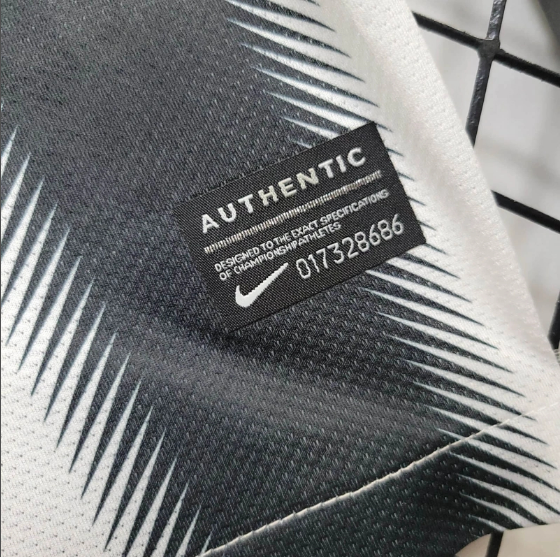 AUTHENTIC
DESIGNED TO THE EXACT SPECIFICATIONS
OF CHAMPIONSHIP ATHLETES
017328686